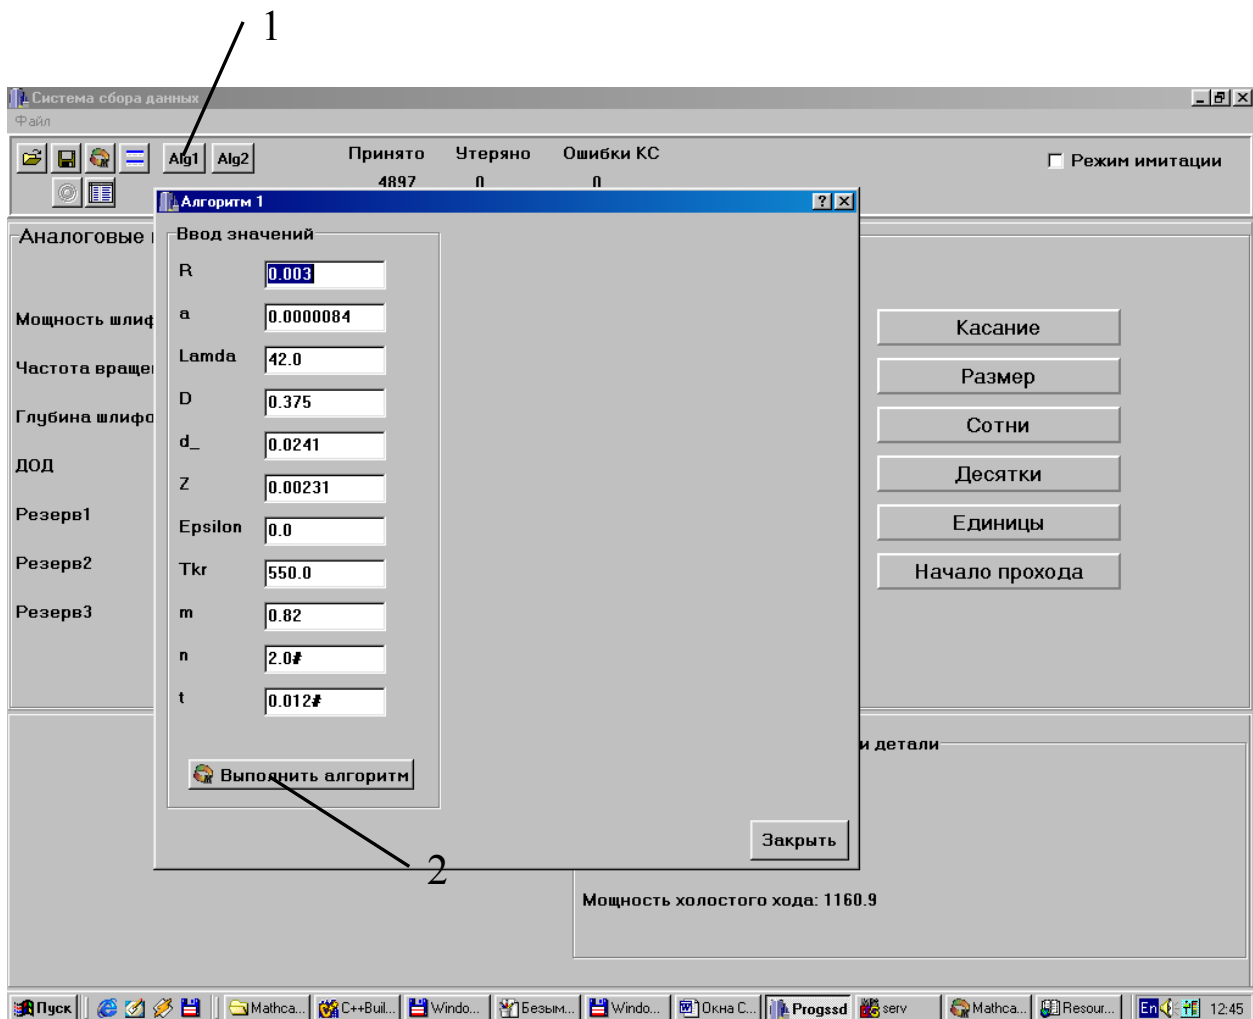 1
Система сбора данных
Файл
Alg1 Alg2 Принято Утеряно Ошибки КС
Режим имитации
4897 0 0
Алгоритм 1
Аналоговые
Ввод значений
R 0.003
a 0.0000084
Lamda 42.0
D 0.375
d_ 0.0241
Z 0.00231
Epsilon 0.0
Tkr 550.0
m 0.82
n 2.0#
t 0.012#
Выполнить алгоритм
Закрыть
2
Мощность шлиф
Частота враще
Глубина шлифо
ДОД
Резерв1
Резерв2
Резерв3
Касание
Размер
Сотни
Десятки
Единицы
Начало прохода
и детали
Мощность холостого хода: 1160.9
Пуск Mathca... C++Buil... Windo... Безым... Windo... Окна С... Progssd serv Mathca... Resour... En 12:45